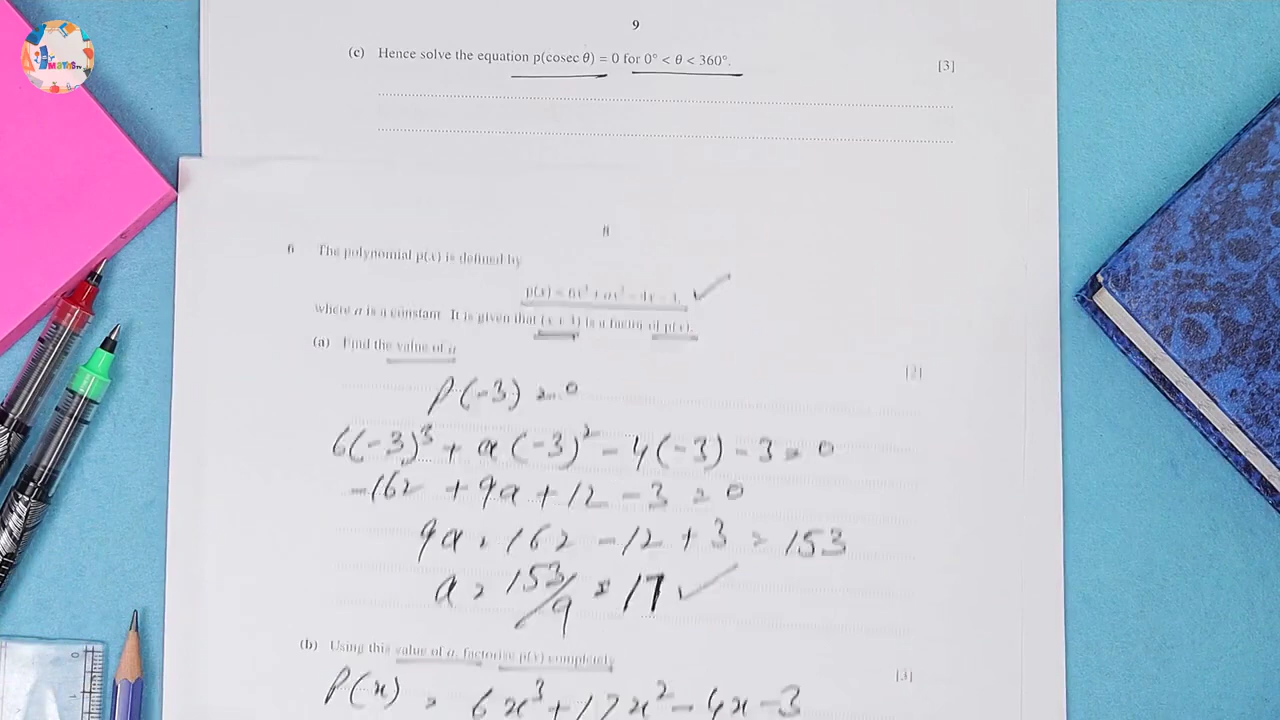 MATHS
9
(c) Hence solve the equation p(cosec θ) = 0 for 0° < θ < 360°. [3]
8
6 The polynomial p(x) is defined by
p(x) = 6x³ + ax² − 4x − 3,
where a is a constant. It is given that (x + 3) is a factor of p(x).
(a) Find the value of a. [2]
P(-3) = 0
6(-3)³ + a(-3)² - 4(-3) - 3 = 0
-162 + 9a + 12 - 3 = 0
9a = 162 - 12 + 3 = 153
a = 153/9 = 17
(b) Using this value of a, factorise p(x) completely. [3]
P(x) = 6x³ + 17x² - 4x - 3
0
1